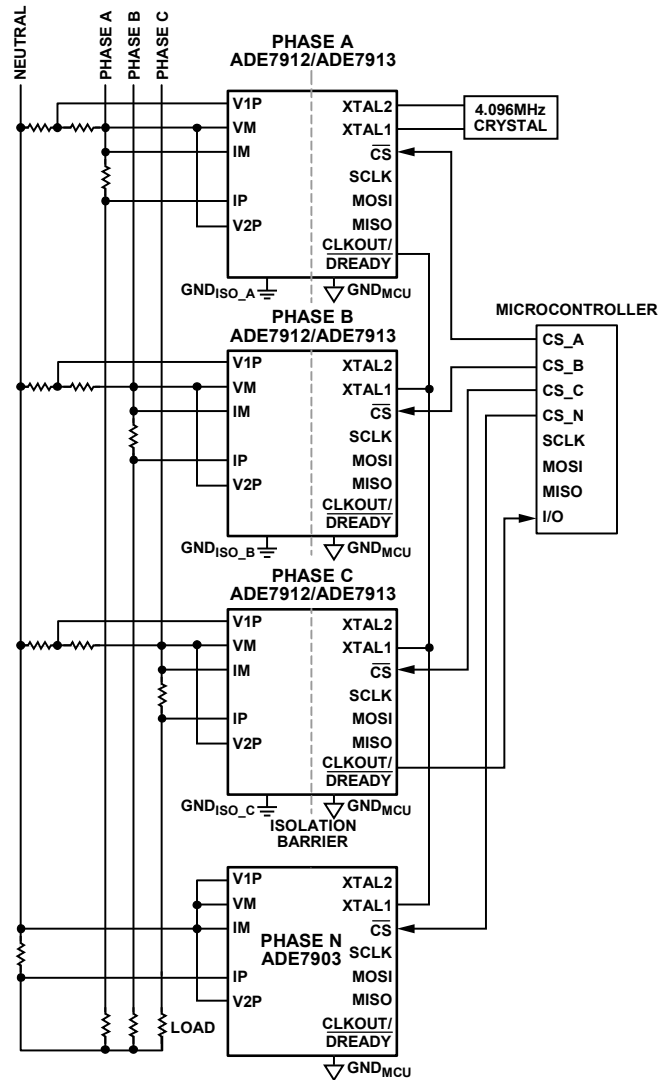 NEUTRAL
PHASE A
PHASE B
PHASE C
PHASE A
ADE7912/ADE7913
V1P
VM
IM
IP
V2P
XTAL2
XTAL1
CS
SCLK
MOSI
MISO
CLKOUT/
DREADY
4.096MHz
CRYSTAL
GNDISO_A
GNDMCU
PHASE B
ADE7912/ADE7913
V1P
VM
IM
IP
V2P
XTAL2
XTAL1
CS
SCLK
MOSI
MISO
CLKOUT/
DREADY
GNDISO_B
GNDMCU
MICROCONTROLLER
CS_A
CS_B
CS_C
CS_N
SCLK
MOSI
MISO
I/O
PHASE C
ADE7912/ADE7913
V1P
VM
IM
IP
V2P
XTAL2
XTAL1
CS
SCLK
MOSI
MISO
CLKOUT/
DREADY
GNDISO_C
GNDMCU
ISOLATION
BARRIER
V1P
VM
IM
IP
V2P
PHASE N
ADE7903
XTAL2
XTAL1
CS
SCLK
MOSI
MISO
CLKOUT/
DREADY
LOAD
GNDMCU